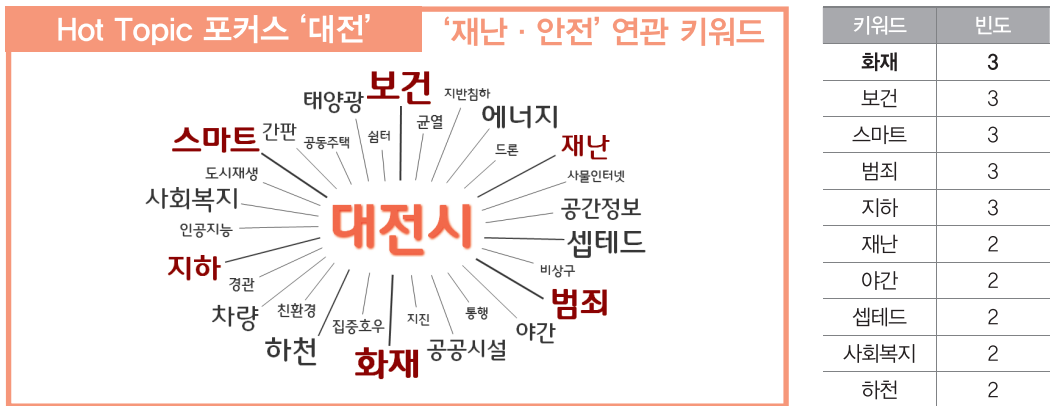 Hot Topic 포커스 ‘대전’
‘재난 · 안전’ 연관 키워드
보건
지반침하
태양광
에너지
균열
간판
스마트
공동주택
쉼터
드론
재난
도시재생
사물인터넷
사회복지
공간정보
대전시
인공지능
셉테드
지하
비상구
경관
범죄
친환경
통행
차량
집중호우
지진
야간
하천
공공시설
화재
키워드 빈도
화재 3
보건 3
스마트 3
범죄 3
지하 3
재난 2
야간 2
셉테드 2
사회복지 2
하천 2